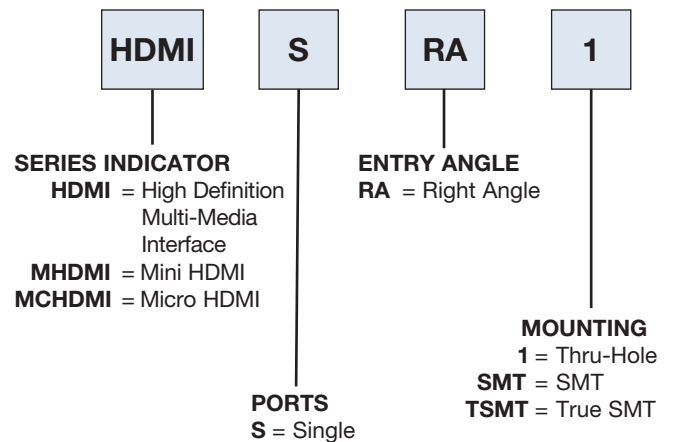 HDMI S RA 1
SERIES INDICATOR
HDMI = High Definition
Multi-Media
Interface
MHDMI = Mini HDMI
MCHDMI = Micro HDMI
ENTRY ANGLE
RA = Right Angle
MOUNTING
1 = Thru-Hole
SMT = SMT
TSMT = True SMT
PORTS
S = Single